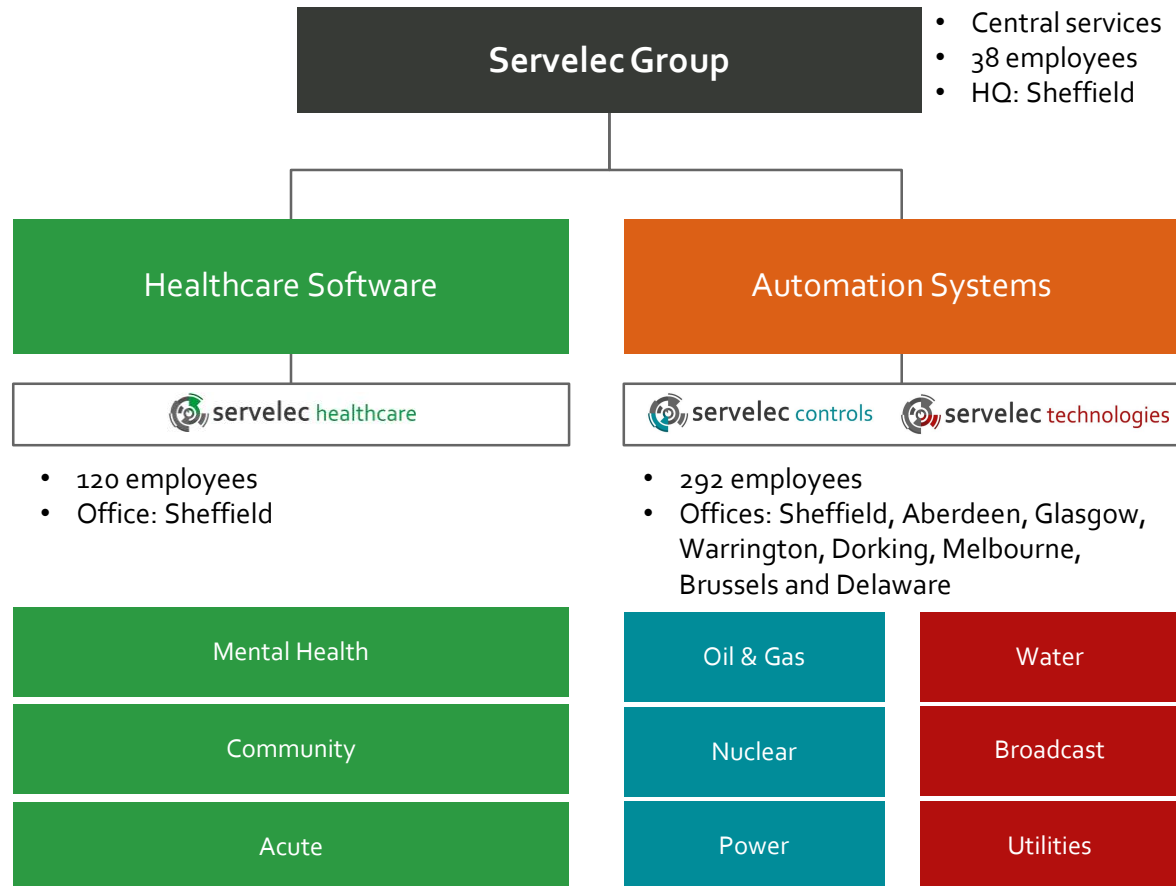 Servelec Group
• Central services
• 38 employees
• HQ: Sheffield
Healthcare Software
Automation Systems
servelec healthcare
servelec controls
servelec technologies
• 120 employees
• Office: Sheffield
• 292 employees
• Offices: Sheffield, Aberdeen, Glasgow,
Warrington, Dorking, Melbourne,
Brussels and Delaware
Mental Health
Community
Acute
Oil & Gas
Nuclear
Power
Water
Broadcast
Utilities